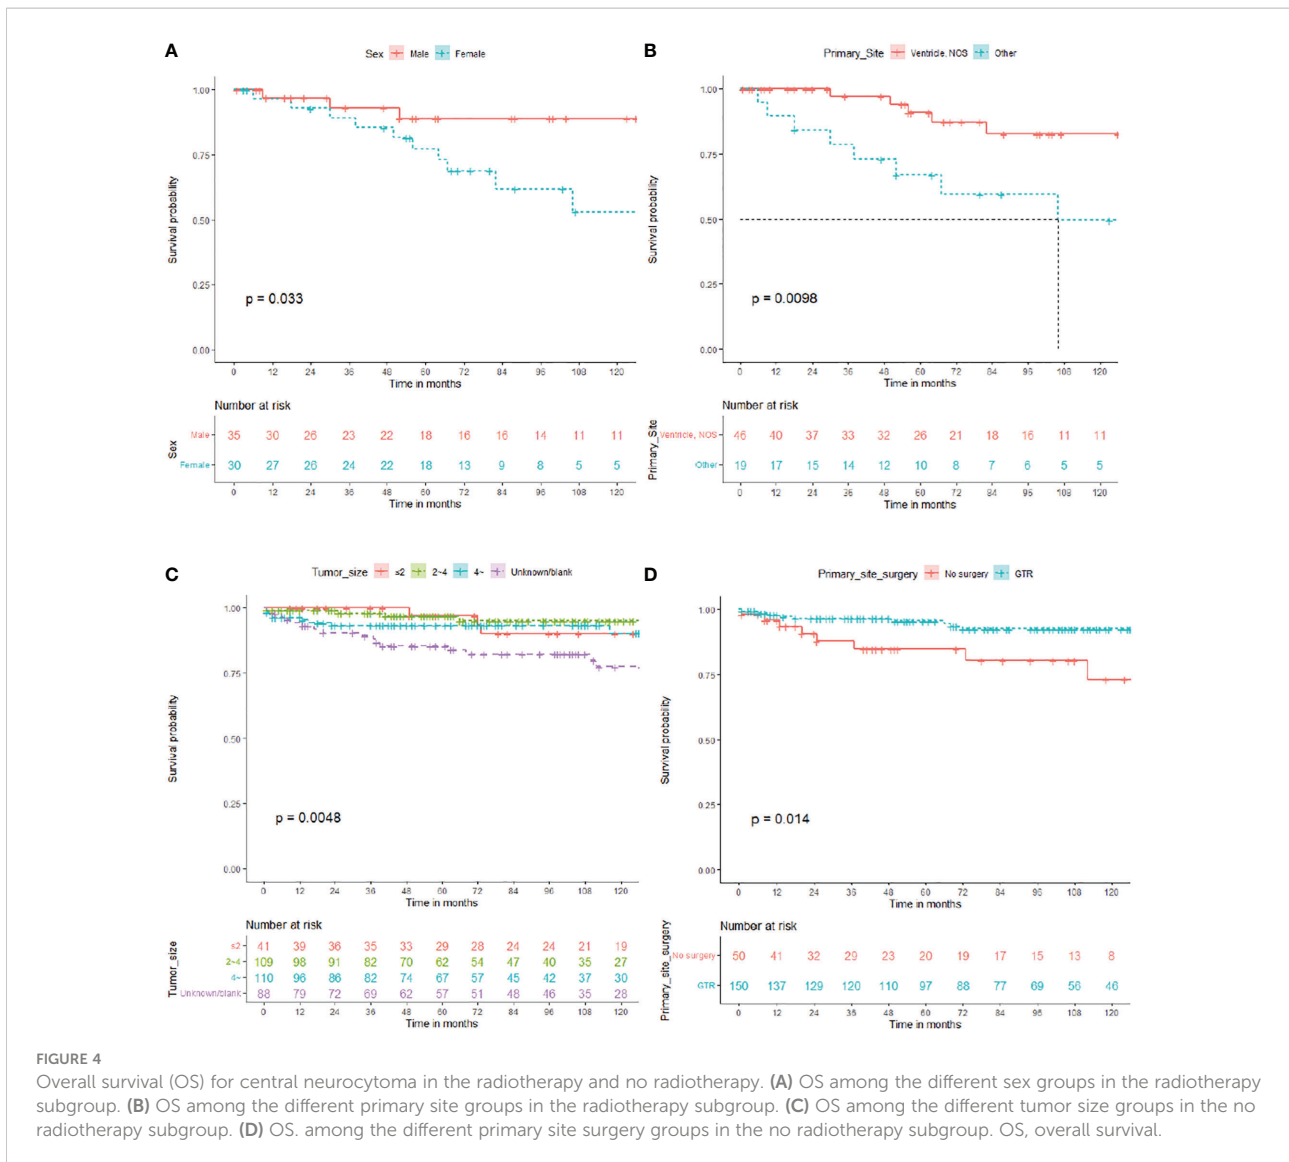 A
Sex Male Female
Survival probability
1.00
0.75
0.50
0.25
0.00
p = 0.033
0 12 24 36 48 60 72 84 96 108 120
Time in months
Number at risk
Sex
Male 35 30 26 23 22 18 16 16 14 11 11
Female 30 27 26 24 22 18 13 9 8 5 5
0 12 24 36 48 60 72 84 96 108 120
Time in months
B
Primary_Site Ventricle, NOS Other
Survival probability
1.00
0.75
0.50
0.25
0.00
p = 0.0098
0 12 24 36 48 60 72 84 96 108 120
Time in months
Number at risk
Primary_Site
Ventricle, NOS 46 40 37 33 32 26 21 18 16 11 11
Other 19 17 15 14 12 10 8 7 6 5 5
0 12 24 36 48 60 72 84 96 108 120
Time in months
C
Tumor_size ≤2 2~4 4~ Unknown/blank
Survival probability
1.00
0.75
0.50
0.25
0.00
p = 0.0048
0 12 24 36 48 60 72 84 96 108 120
Time in months
Number at risk
Tumor_size
≤2 41 39 36 35 33 29 28 24 24 21 19
2~4 109 98 91 82 70 62 54 47 40 35 27
4~ 110 96 86 82 74 67 57 45 42 37 30
Unknown/blank 88 79 72 69 62 57 51 48 46 35 28
0 12 24 36 48 60 72 84 96 108 120
Time in months
D
Primary_site_surgery No surgery GTR
Survival probability
1.00
0.75
0.50
0.25
0.00
p = 0.014
0 12 24 36 48 60 72 84 96 108 120
Time in months
Number at risk
Primary_site_surgery
No surgery 50 41 32 29 23 20 19 17 15 13 8
GTR 150 137 129 120 110 97 88 77 69 56 46
0 12 24 36 48 60 72 84 96 108 120
Time in months
FIGURE 4
Overall survival (OS) for central neurocytoma in the radiotherapy and no radiotherapy. (A) OS among the different sex groups in the radiotherapy
subgroup. (B) OS among the different primary site groups in the radiotherapy subgroup. (C) OS among the different tumor size groups in the no
radiotherapy subgroup. (D) OS. among the different primary site surgery groups in the no radiotherapy subgroup. OS, overall survival.